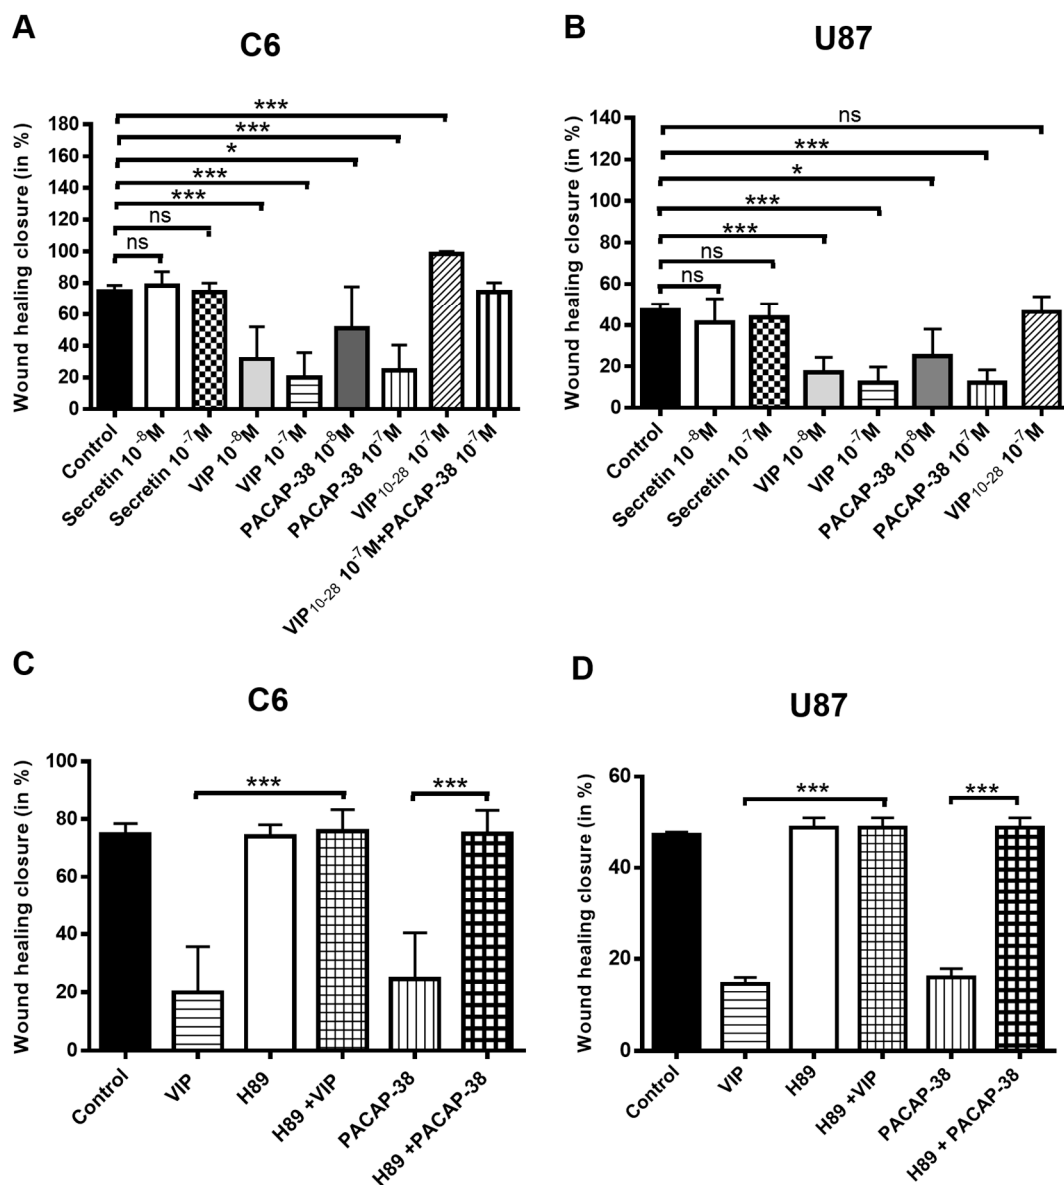 A
C6
Wound healing closure (in %)
180
160
140
120
100
80
60
40
20
0
***
***
*
***
***
ns
ns
Control
Secretin 10⁻⁸M
Secretin 10⁻⁷M
VIP 10⁻⁸M
VIP 10⁻⁷M
PACAP-38 10⁻⁸M
PACAP-38 10⁻⁷M
VIP₁₀₋₂₈ 10⁻⁷M
VIP₁₀₋₂₈ 10⁻⁷M+PACAP-38 10⁻⁷M
B
U87
Wound healing closure (in %)
140
120
100
80
60
40
20
0
ns
***
*
***
***
ns
ns
Control
Secretin 10⁻⁸M
Secretin 10⁻⁷M
VIP 10⁻⁸M
VIP 10⁻⁷M
PACAP-38 10⁻⁸M
PACAP-38 10⁻⁷M
VIP₁₀₋₂₈ 10⁻⁷M
C
C6
Wound healing closure (in %)
100
80
60
40
20
0
***
***
Control
VIP
H89
H89 +VIP
PACAP-38
H89 +PACAP-38
D
U87
Wound healing closure (in %)
60
40
20
0
***
***
Control
VIP
H89
H89 +VIP
PACAP-38
H89 + PACAP-38